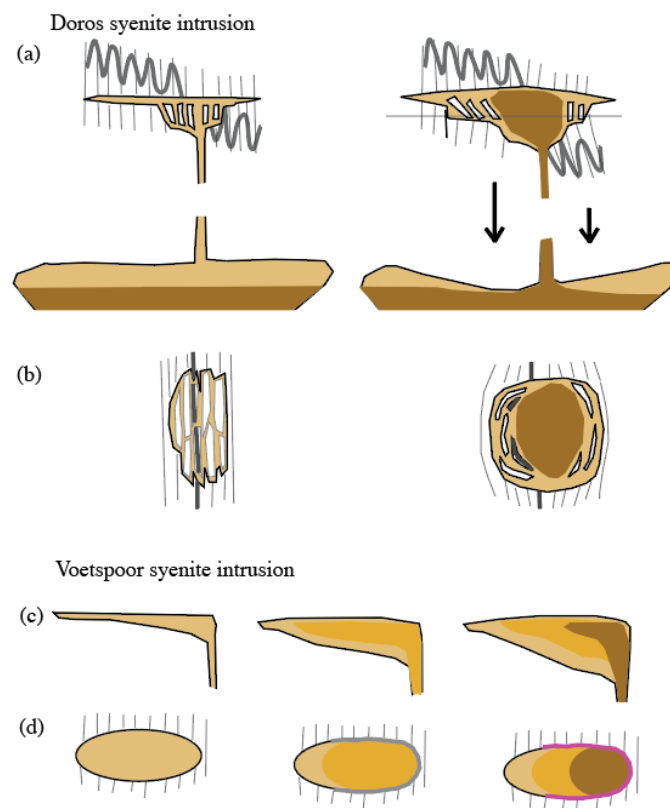 Doros syenite intrusion
(a)
(b)
Voetspoor syenite intrusion
(c)
(d)